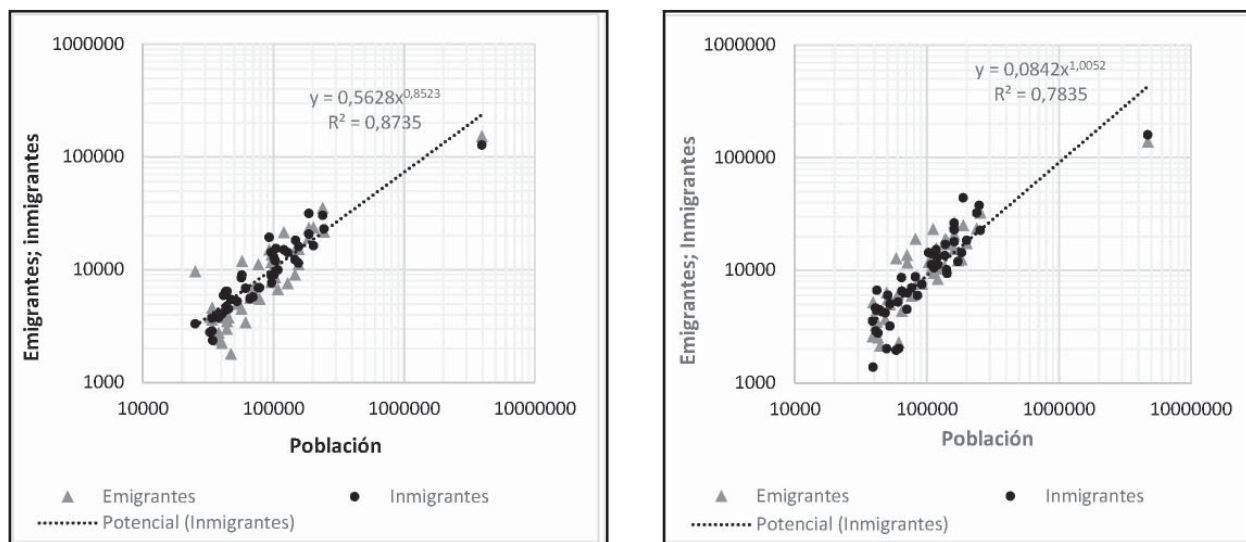 1000000
y = 0,5628x^0,8523
R² = 0,8735
100000
10000
1000
10000 100000 1000000 10000000
Emigrantes; inmigrantes
Población
Emigrantes Inmigrantes
Potencial (Inmigrantes)
1000000
y = 0,0842x^1,0052
R² = 0,7835
100000
10000
1000
10000 100000 1000000 10000000
Emigrantes; Inmigrantes
Población
Emigrantes Inmigrantes
Potencial (Inmigrantes)